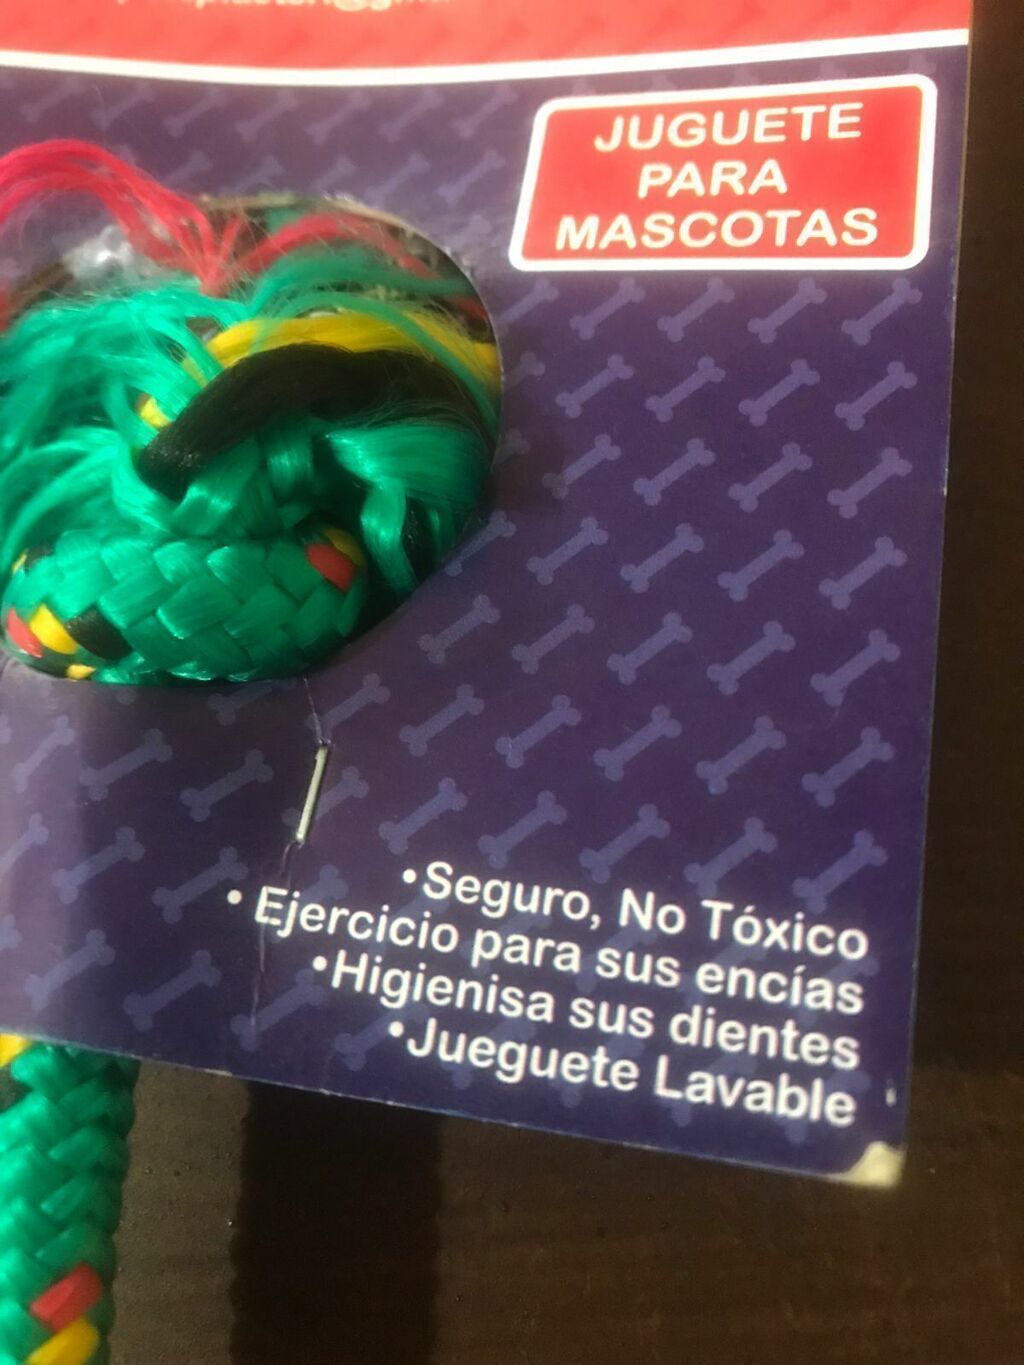 JUGUETE
PARA
MASCOTAS
•Seguro, No Tóxico
• Ejercicio para sus encías
•Higienisa sus dientes
•Jueguete Lavable